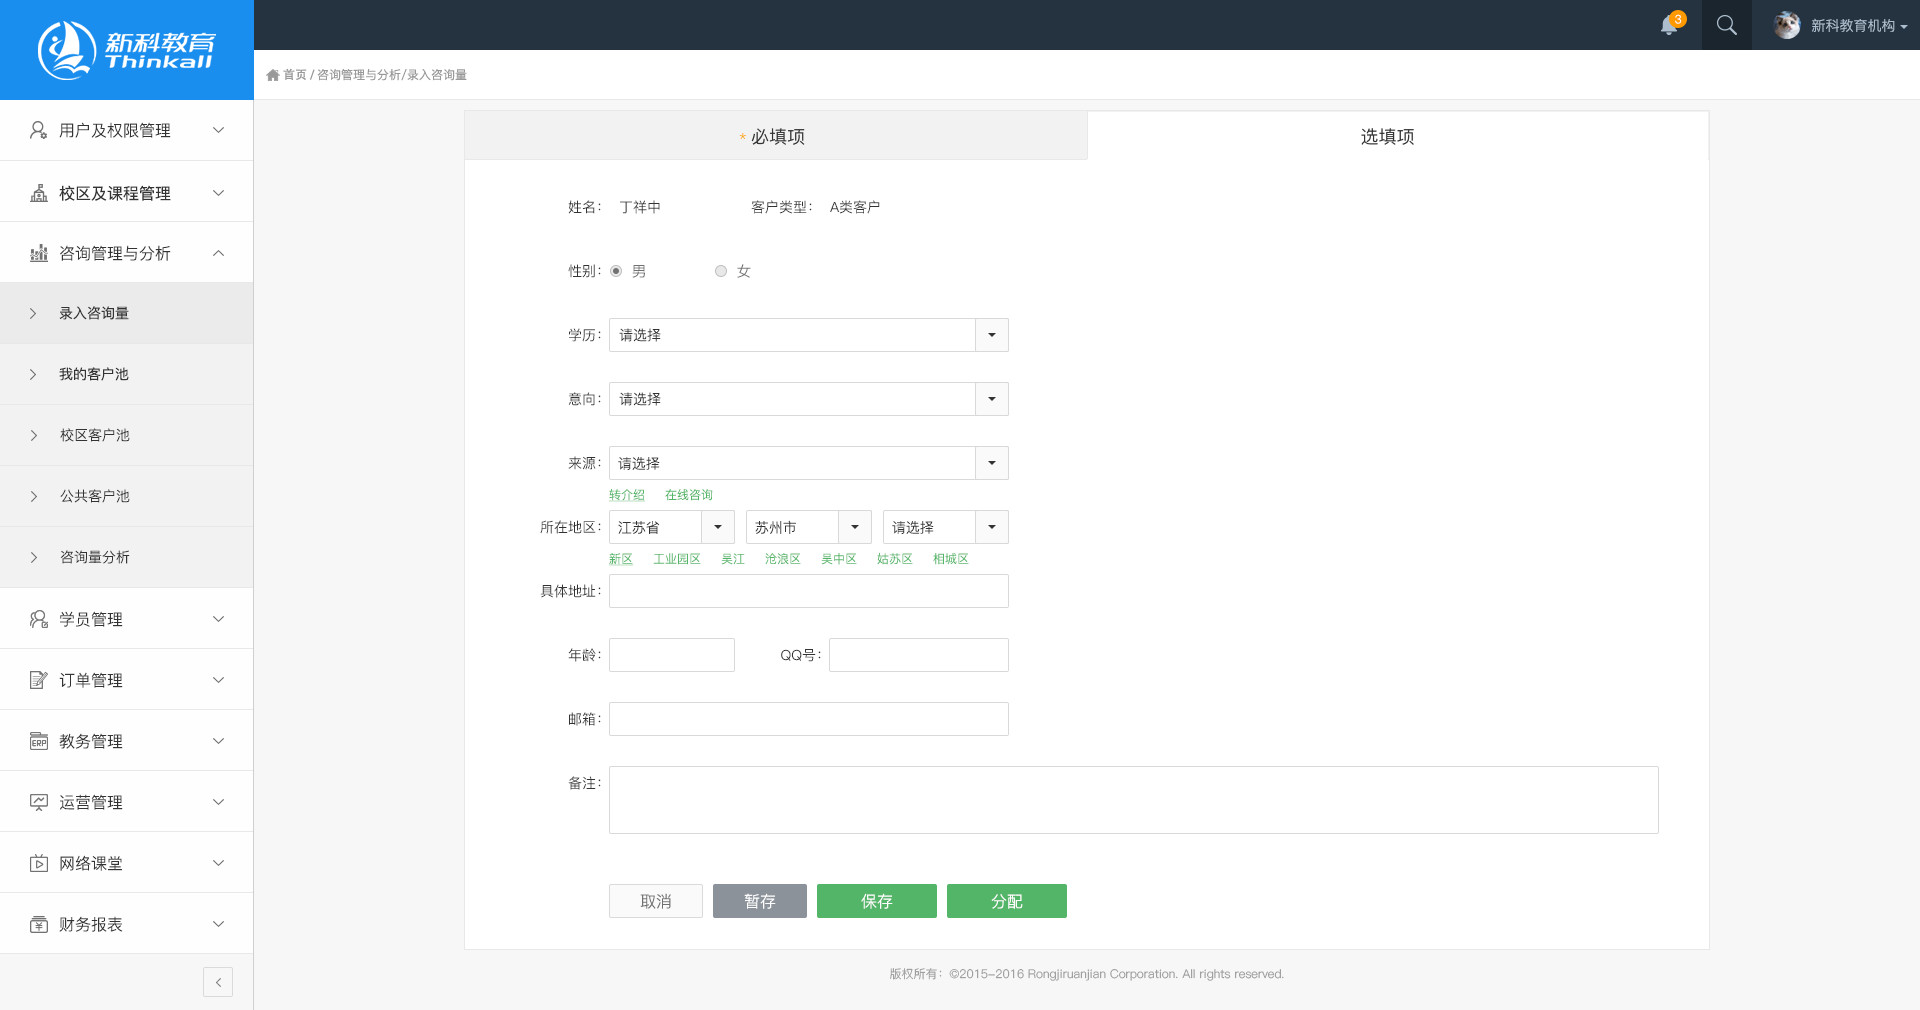 新科教育
Thinkall
3
新科教育机构
首页 / 咨询管理与分析/录入咨询量
用户及权限管理
校区及课程管理
咨询管理与分析
录入咨询量
我的客户池
校区客户池
公共客户池
咨询量分析
学员管理
订单管理
ERP 教务管理
运营管理
网络课堂
¥ 财务报表
* 必填项
选填项
姓名： 丁祥中 客户类型： A类客户
性别： 男 女
学历： 请选择
意向： 请选择
来源： 请选择
转介绍 在线咨询
所在地区： 江苏省 苏州市 请选择
新区 工业园区 吴江 沧浪区 吴中区 姑苏区 相城区
具体地址：
年龄： QQ号：
邮箱：
备注：
取消 暂存 保存 分配
版权所有：©2015-2016 Rongjiruanjian Corporation. All rights reserved.